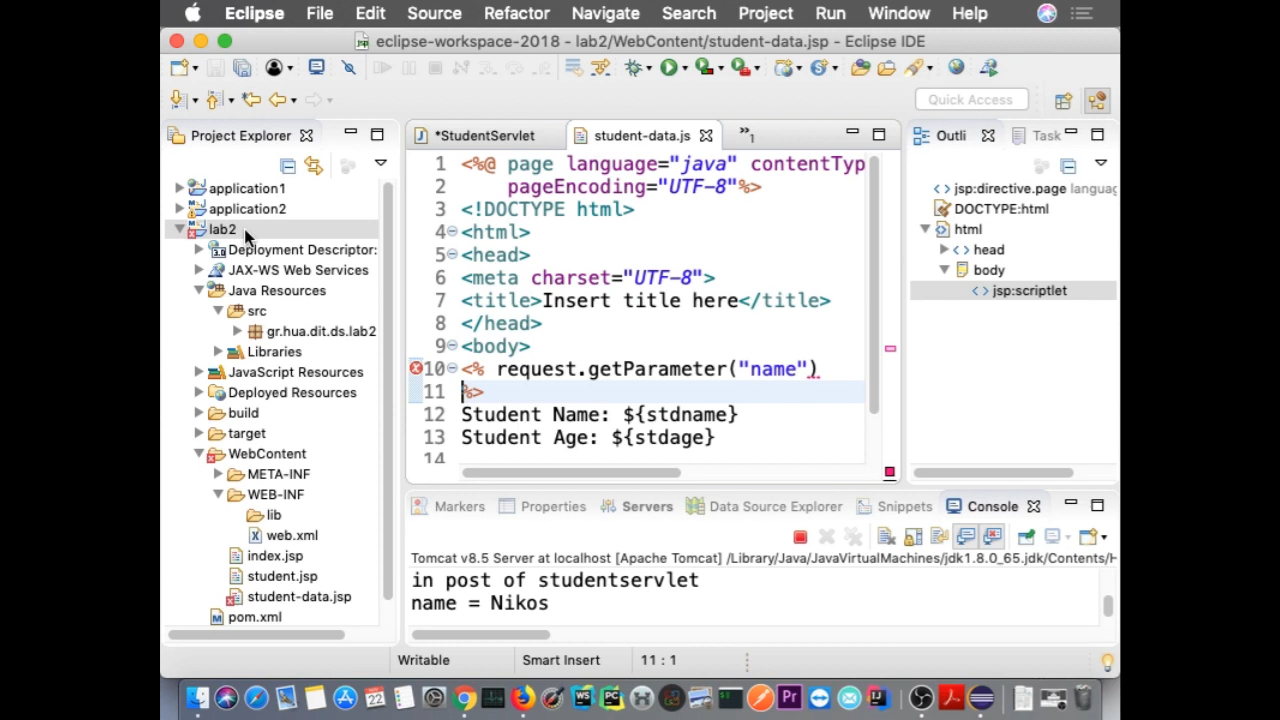 Eclipse File Edit Source Refactor Navigate Search Project Run Window Help
eclipse-workspace-2018 - lab2/WebContent/student-data.jsp - Eclipse IDE
Quick Access
Project Explorer
*StudentServlet
student-data.js
»1
Outli
Task
application1
application2
lab2
Deployment Descriptor:
JAX-WS Web Services
Java Resources
src
gr.hua.dit.ds.lab2
Libraries
JavaScript Resources
Deployed Resources
build
target
WebContent
META-INF
WEB-INF
lib
web.xml
index.jsp
student.jsp
student-data.jsp
pom.xml
1 <%@ page language="java" contentTyp
2 pageEncoding="UTF-8"%>
3 <!DOCTYPE html>
4 <html>
5 <head>
6 <meta charset="UTF-8">
7 <title>Insert title here</title>
8 </head>
9 <body>
10 <% request.getParameter("name")
11 %>
12 Student Name: ${stdname}
13 Student Age: ${stdage}
14
jsp:directive.page languag
DOCTYPE:html
html
head
body
jsp:scriptlet
Markers Properties Servers Data Source Explorer Snippets Console
Tomcat v8.5 Server at localhost [Apache Tomcat] /Library/Java/JavaVirtualMachines/jdk1.8.0_65.jdk/Contents/H
in post of studentservlet
name = Nikos
Writable Smart Insert 11 : 1